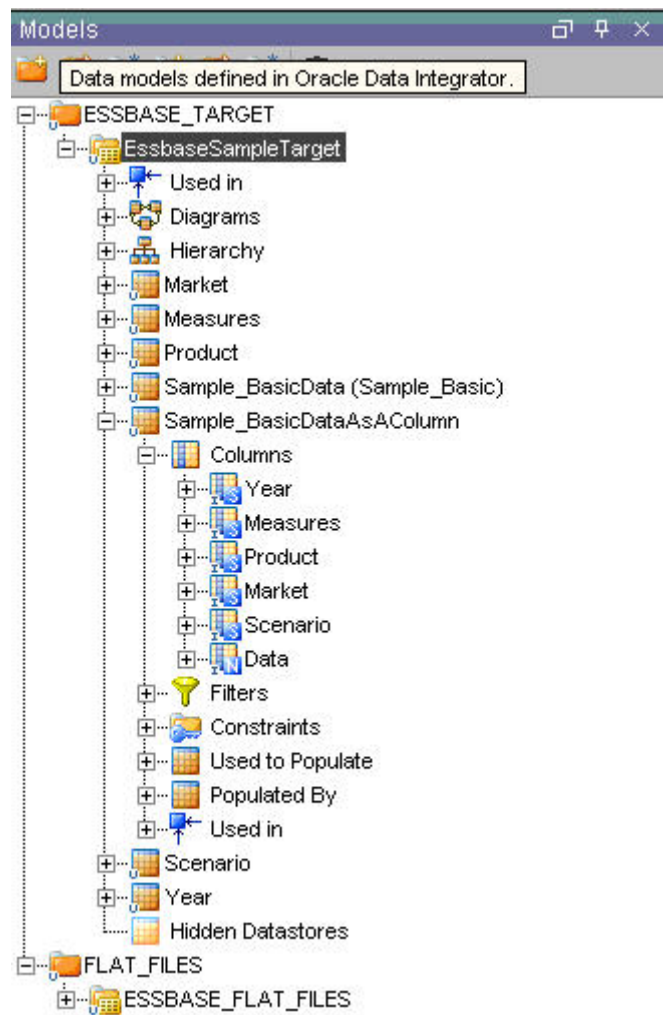 Models
Data models defined in Oracle Data Integrator.
ESSBASE_TARGET
EssbaseSampleTarget
Used in
Diagrams
Hierarchy
Market
Measures
Product
Sample_BasicData (Sample_Basic)
Sample_BasicDataAsAColumn
Columns
Year
Measures
Product
Market
Scenario
Data
Filters
Constraints
Used to Populate
Populated By
Used in
Scenario
Year
Hidden Datastores
FLAT_FILES
ESSBASE_FLAT_FILES